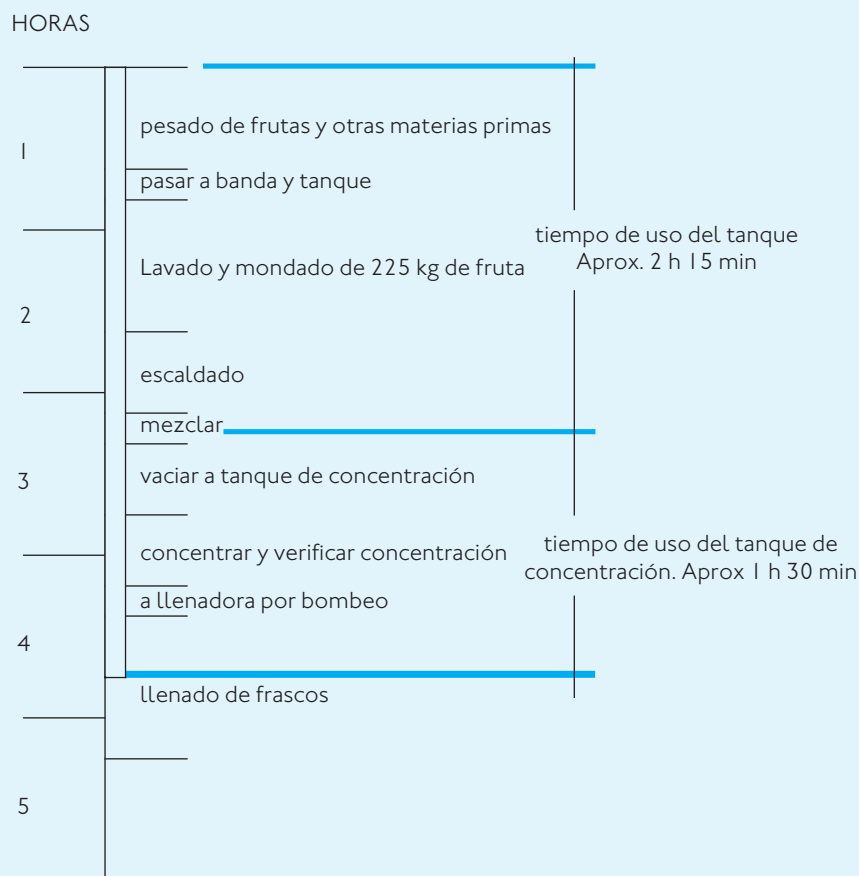 HORAS
1
pesado de frutas y otras materias primas
pasar a banda y tanque
tiempo de uso del tanque
Aprox. 2 h 15 min
Lavado y mondado de 225 kg de fruta
2
escaldado
mezclar
3
vaciar a tanque de concentración
concentrar y verificar concentración
tiempo de uso del tanque de
concentración. Aprox 1 h 30 min
a llenadora por bombeo
4
llenado de frascos
5